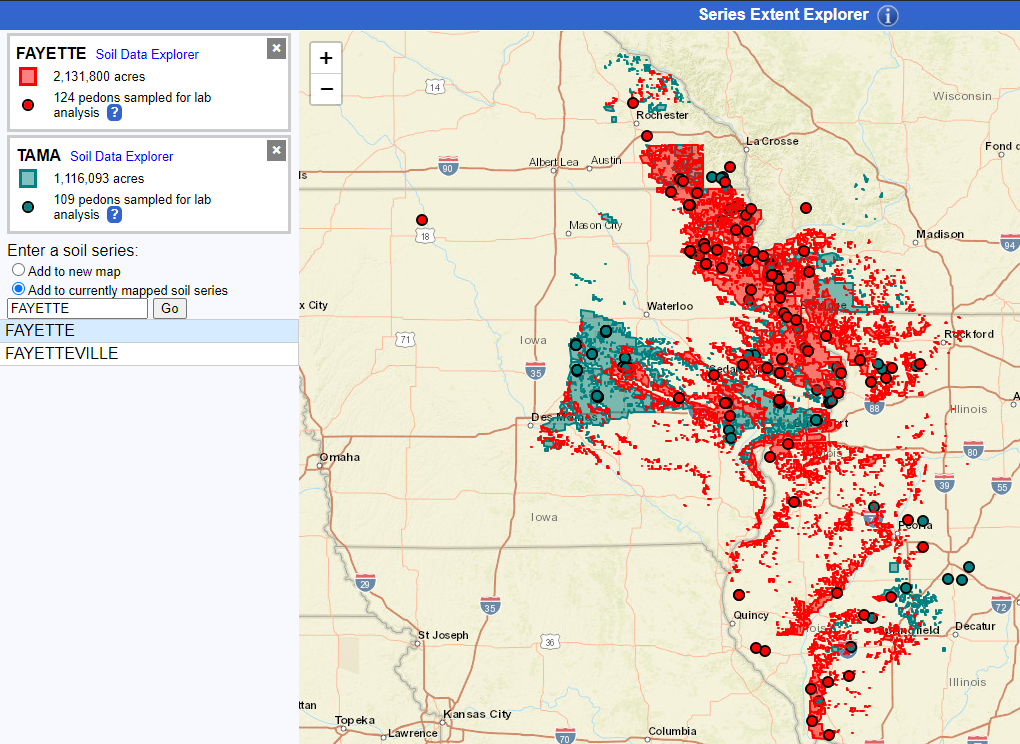 Series Extent Explorer i
FAYETTE Soil Data Explorer ×
2,131,800 acres
124 pedons sampled for lab
analysis ?
TAMA Soil Data Explorer ×
1,116,093 acres
109 pedons sampled for lab
analysis ?
Enter a soil series:
Add to new map
Add to currently mapped soil series
FAYETTE Go
FAYETTE
FAYETTEVILLE
+
−
14
Wisconsin
Rochester
La Crosse
Fond d
Albert Lea
Austin
90
ls
18
Mason City
Madison
94
x City
Waterloo
71
Iowa
Rockford
35
Cedar
Des Moines
88
Illinois
A
rt
Omaha
80
39
55
Iowa
Peoria
29
35
Quincy
72
Decatur
St Joseph
36
Illinois
ttan
Topeka
Kansas City
Lawrence
70
Columbia